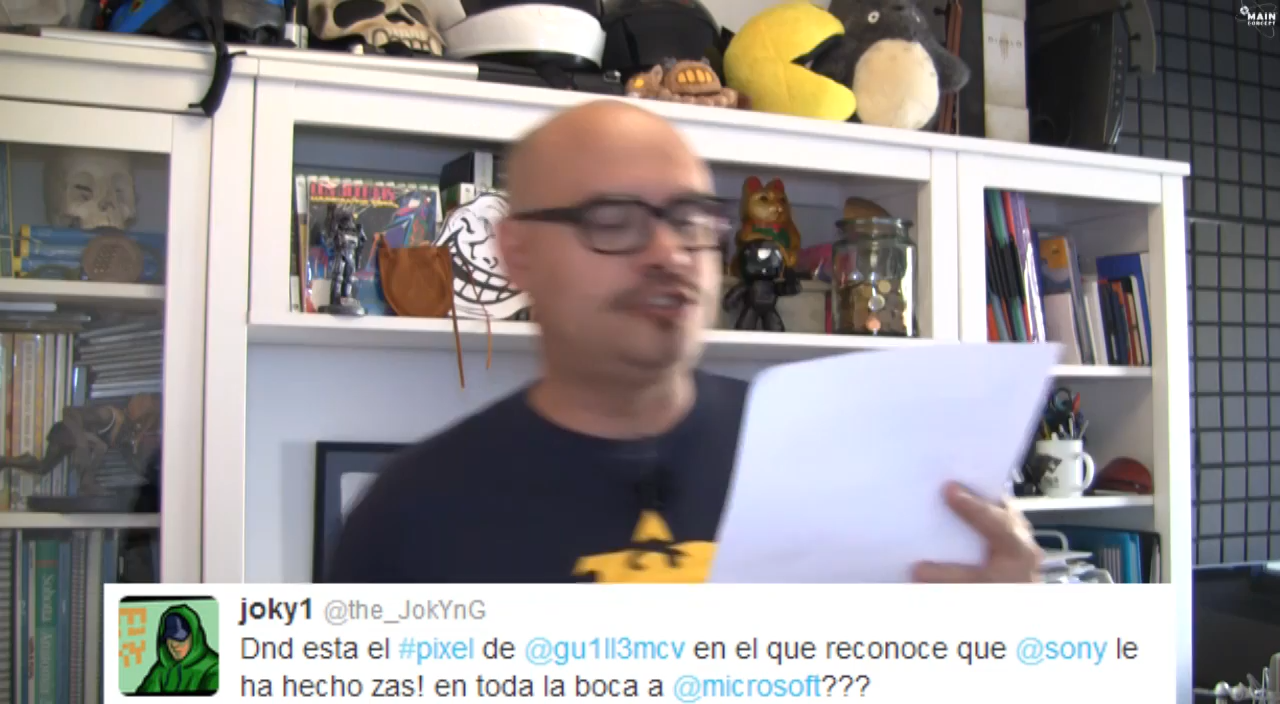 MAIN
CONCEPT
joky1 @the_JokYnG
Dnd esta el #pixel de @gu1ll3mcv en el que reconoce que @sony le
ha hecho zas! en toda la boca a @microsoft???